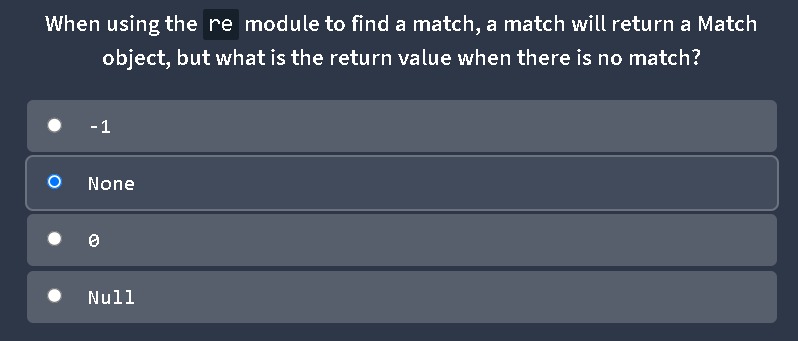 When using the re module to find a match, a match will return a Match
object, but what is the return value when there is no match?
-1
None
0
Null